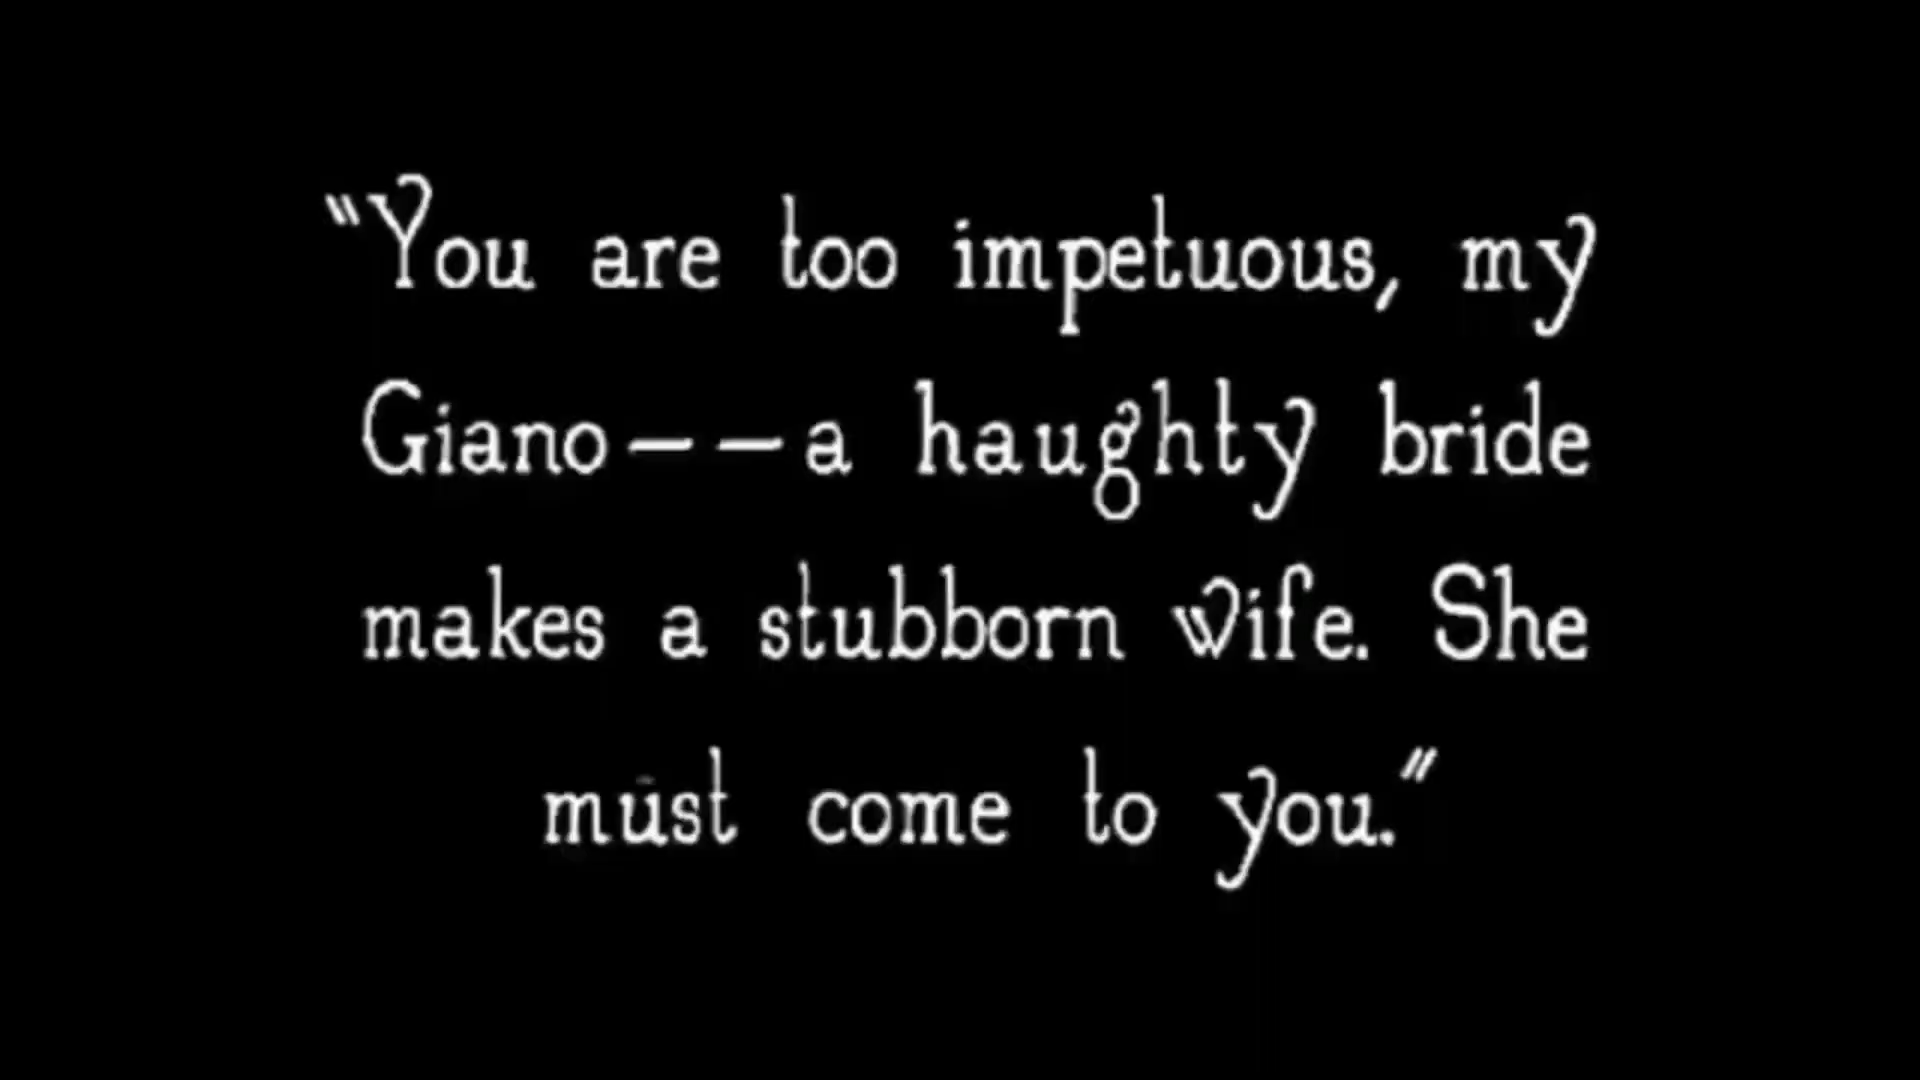 "You are too impetuous, my
Giano--a haughty bride
makes a stubborn wife. She
must come to you."